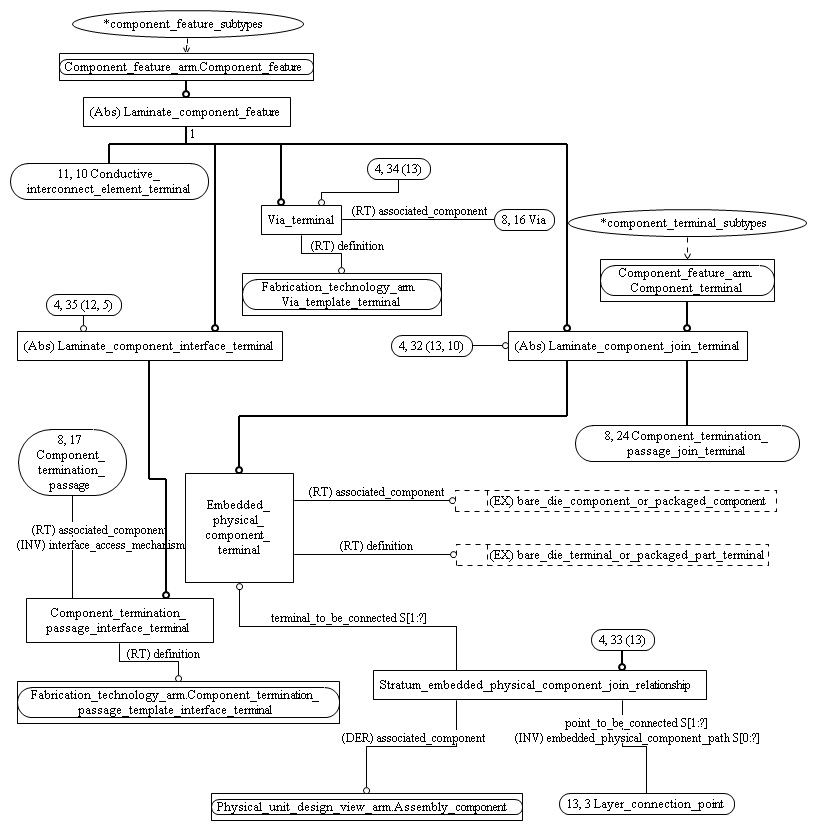 *component_feature_subtypes
Component_feature_arm.Component_feature
(Abs) Laminate_component_feature
1
11, 10 Conductive_
interconnect_element_terminal
4, 34 (13)
Via_terminal
(RT) associated_component
8, 16 Via
(RT) definition
Fabrication_technology_arm.
Via_template_terminal
*component_terminal_subtypes
Component_feature_arm.
Component_terminal
4, 35 (12, 5)
(Abs) Laminate_component_interface_terminal
4, 32 (13, 10)
(Abs) Laminate_component_join_terminal
8, 24 Component_termination_
passage_join_terminal
8, 17
Component_
termination_
passage
(RT) associated_component
(INV) interface_access_mechanism
Embedded_
physical_
component_
terminal
(RT) associated_component
(EX) bare_die_component_or_packaged_component
(RT) definition
(EX) bare_die_terminal_or_packaged_part_terminal
Component_termination_
passage_interface_terminal
(RT) definition
Fabrication_technology_arm.Component_termination_
passage_template_interface_terminal
terminal_to_be_connected S[1:?]
4, 33 (13)
Stratum_embedded_physical_component_join_relationship
(DER) associated_component
point_to_be_connected S[1:?]
(INV) embedded_physical_component_path S[0:?]
Physical_unit_design_view_arm.Assembly_component
13, 3 Layer_connection_point